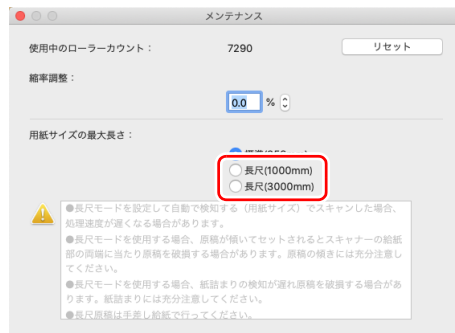 メンテナンス
使用中のローラーカウント： 7290 リセット
縮率調整：
0.0 %
用紙サイズの最大長さ：
長尺(1000mm)
長尺(3000mm)
●長尺モードを設定して自動で検知する（用紙サイズ）でスキャンした場合、
処理速度が遅くなる場合があります。
●長尺モードを使用する場合、原稿が傾いてセットされるとスキャナーの給紙
部の両端に当たり原稿を破損する場合があります。原稿の傾きには充分注意し
てください。
●長尺モードを使用する場合、紙詰まりの検知が遅れ原稿を破損する場合があ
ります。紙詰まりには充分注意してください。
●長尺原稿は手差し給紙で行ってください。